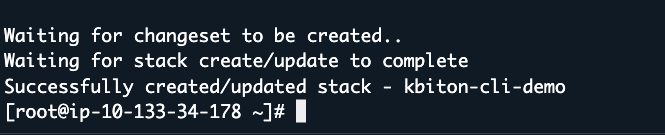 Waiting for changeset to be created..
Waiting for stack create/update to complete
Successfully created/updated stack - kbiton-cli-demo
[root@ip-10-133-34-178 ~]#